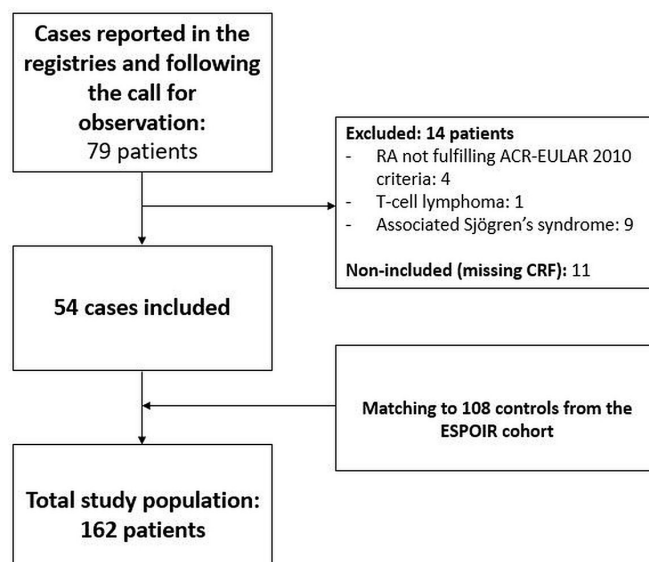 Cases reported in the
registries and following
the call for
observation:
79 patients
Excluded: 14 patients
- RA not fulfilling ACR-EULAR 2010
criteria: 4
- T-cell lymphoma: 1
- Associated Sjögren's syndrome: 9
Non-included (missing CRF): 11
54 cases included
Matching to 108 controls from the
ESPOIR cohort
Total study population:
162 patients